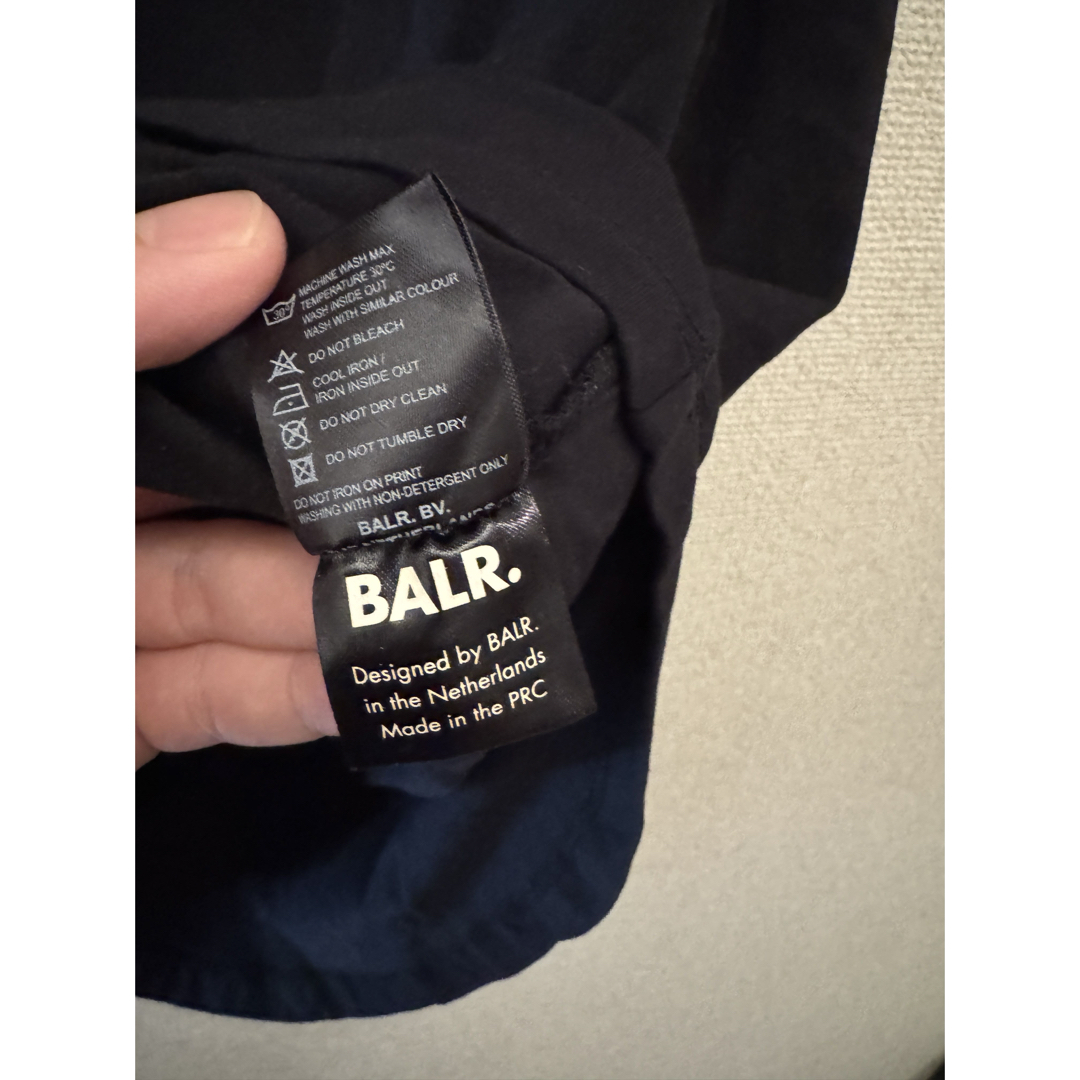 MACHINE WASH MAX
TEMPERATURE 30ºC
WASH INSIDE OUT
WASH WITH SIMILAR COLOUR
30º
DO NOT BLEACH
COOL IRON /
IRON INSIDE OUT
DO NOT DRY CLEAN
DO NOT TUMBLE DRY
DO NOT IRON ON PRINT
WASHING WITH NON-DETERGENT ONLY
BALR. BV.
BALR.
Designed by BALR.
in the Netherlands
Made in the PRC